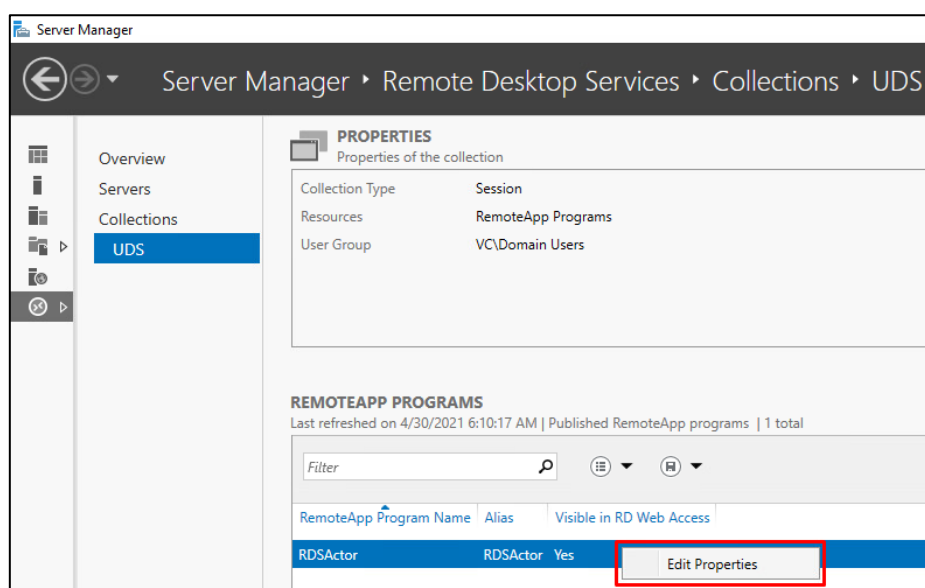 Server Manager
Server Manager ‣ Remote Desktop Services ‣ Collections ‣ UDS
Overview
Servers
Collections
UDS
PROPERTIES
Properties of the collection
Collection Type Session
Resources RemoteApp Programs
User Group VC\Domain Users
REMOTEAPP PROGRAMS
Last refreshed on 4/30/2021 6:10:17 AM | Published RemoteApp programs | 1 total
Filter
RemoteApp Program Name Alias Visible in RD Web Access
RDSActor RDSActor Yes
Edit Properties